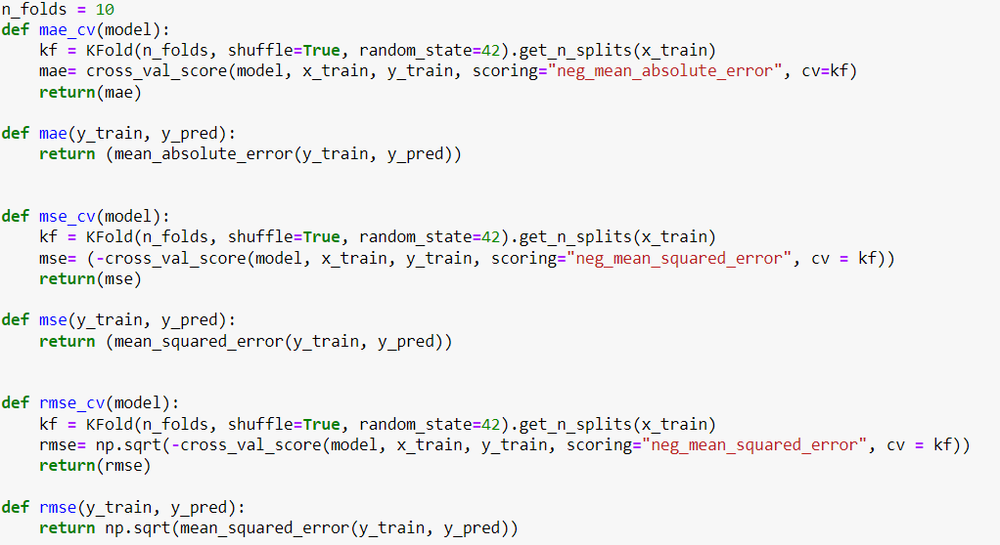 n_folds = 10
def mae_cv(model):
    kf = KFold(n_folds, shuffle=True, random_state=42).get_n_splits(x_train)
    mae= cross_val_score(model, x_train, y_train, scoring="neg_mean_absolute_error", cv=kf)
    return(mae)

def mae(y_train, y_pred):
    return (mean_absolute_error(y_train, y_pred))


def mse_cv(model):
    kf = KFold(n_folds, shuffle=True, random_state=42).get_n_splits(x_train)
    mse= (-cross_val_score(model, x_train, y_train, scoring="neg_mean_squared_error", cv = kf))
    return(mse)

def mse(y_train, y_pred):
    return (mean_squared_error(y_train, y_pred))


def rmse_cv(model):
    kf = KFold(n_folds, shuffle=True, random_state=42).get_n_splits(x_train)
    rmse= np.sqrt(-cross_val_score(model, x_train, y_train, scoring="neg_mean_squared_error", cv = kf))
    return(rmse)

def rmse(y_train, y_pred):
    return np.sqrt(mean_squared_error(y_train, y_pred))